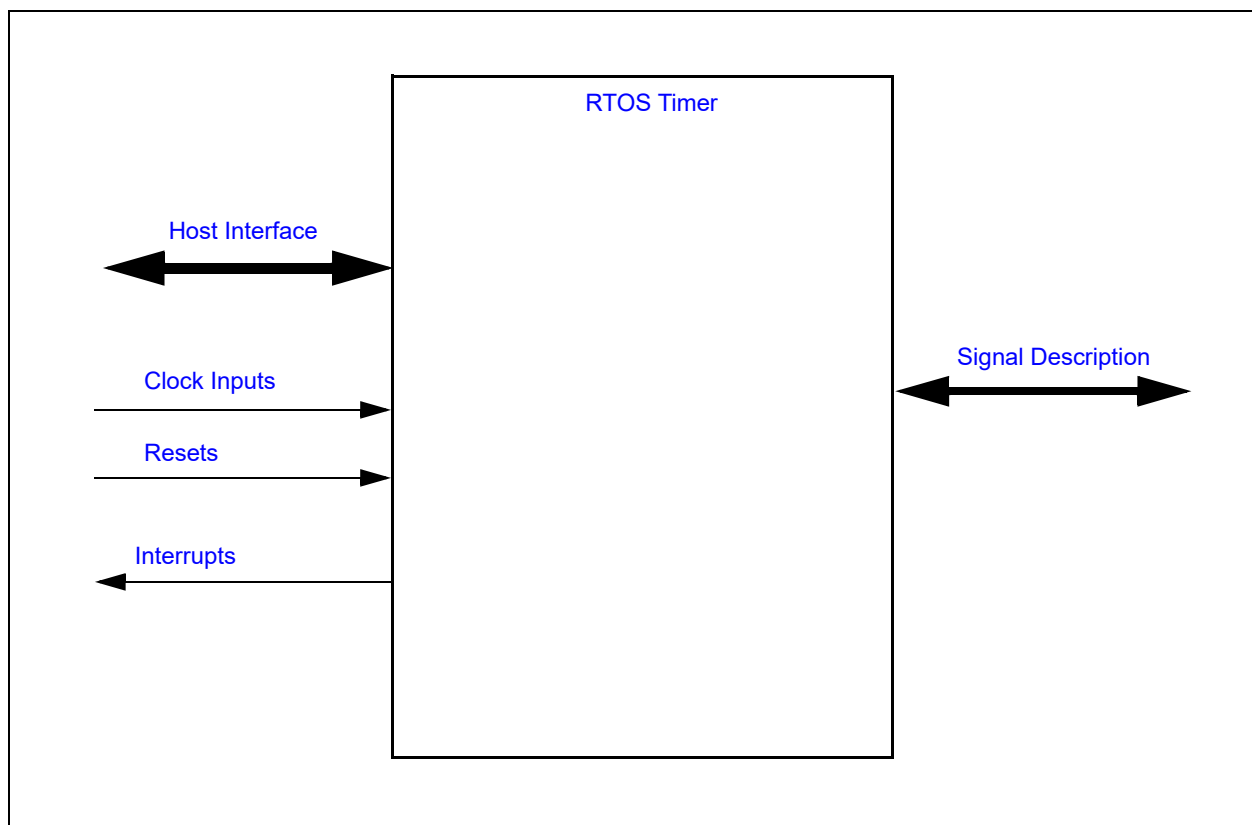 RTOS Timer
Host Interface
Signal Description
Clock Inputs
Resets
Interrupts